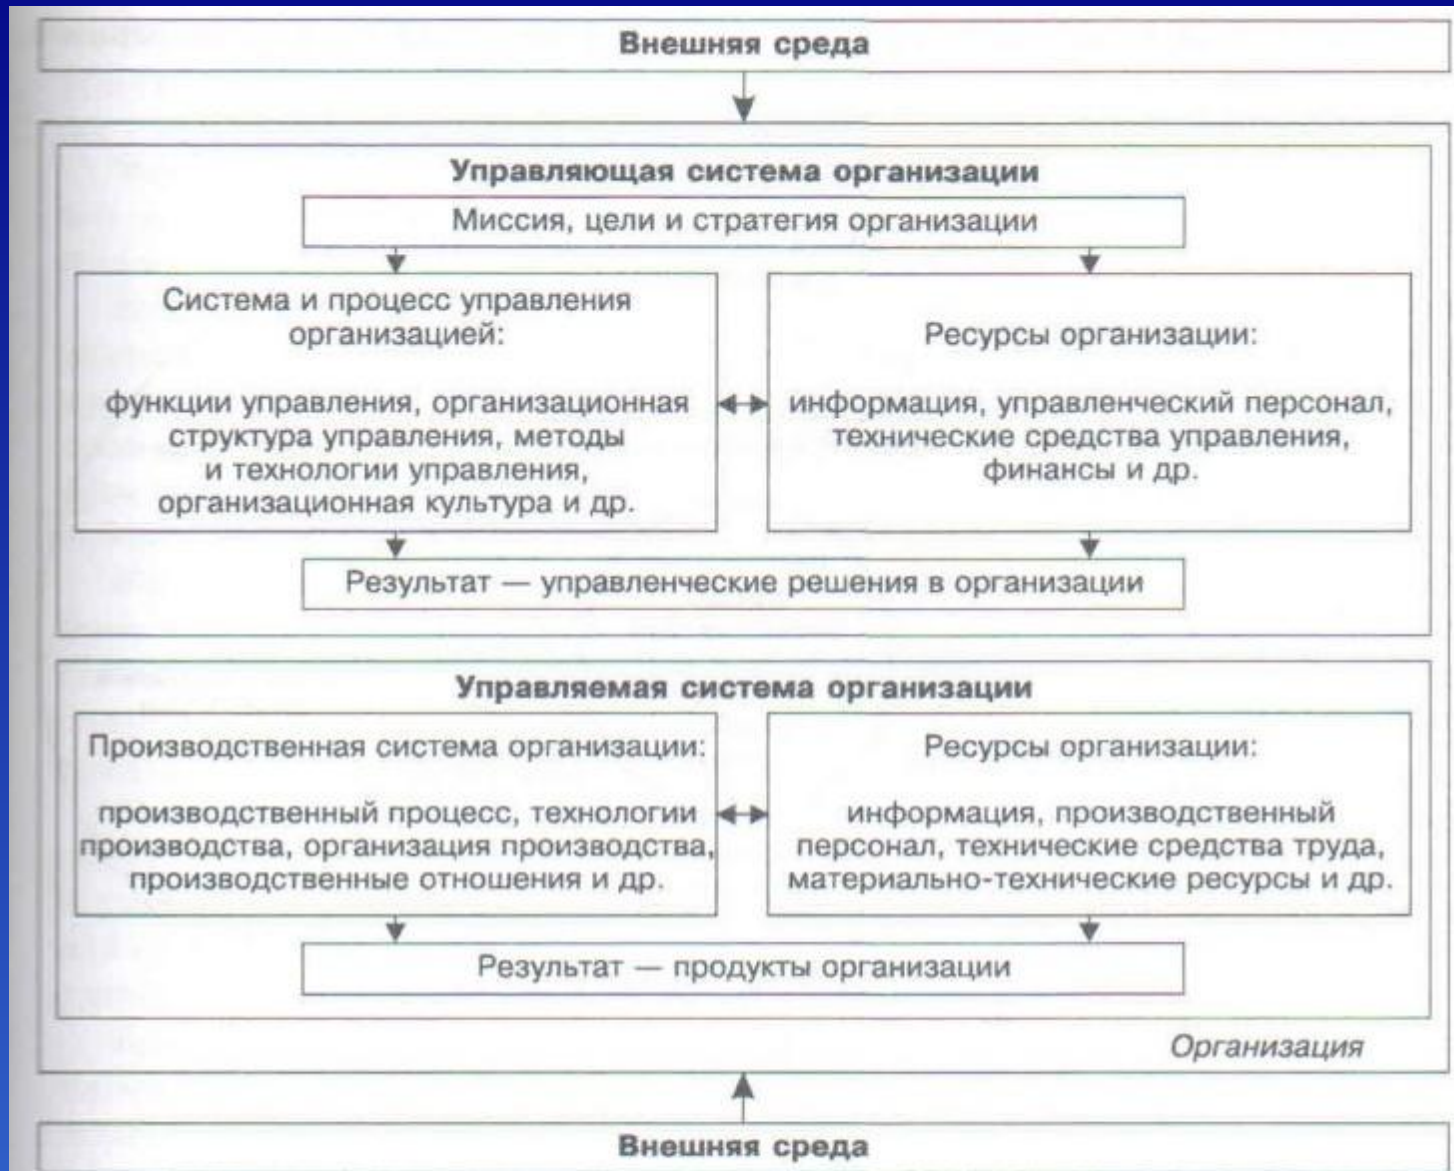 Внешняя среда
Управляющая система организации
Миссия, цели и стратегия организации
Система и процесс управления
организацией:
функции управления, организационная
структура управления, методы
и технологии управления,
организационная культура и др.
Ресурсы организации:
информация, управленческий персонал,
технические средства управления,
финансы и др.
Результат — управленческие решения в организации
Управляемая система организации
Производственная система организации:
производственный процесс, технологии
производства, организация производства,
производственные отношения и др.
Ресурсы организации:
информация, производственный
персонал, технические средства труда,
материально-технические ресурсы и др.
Результат — продукты организации
Организация
Внешняя среда